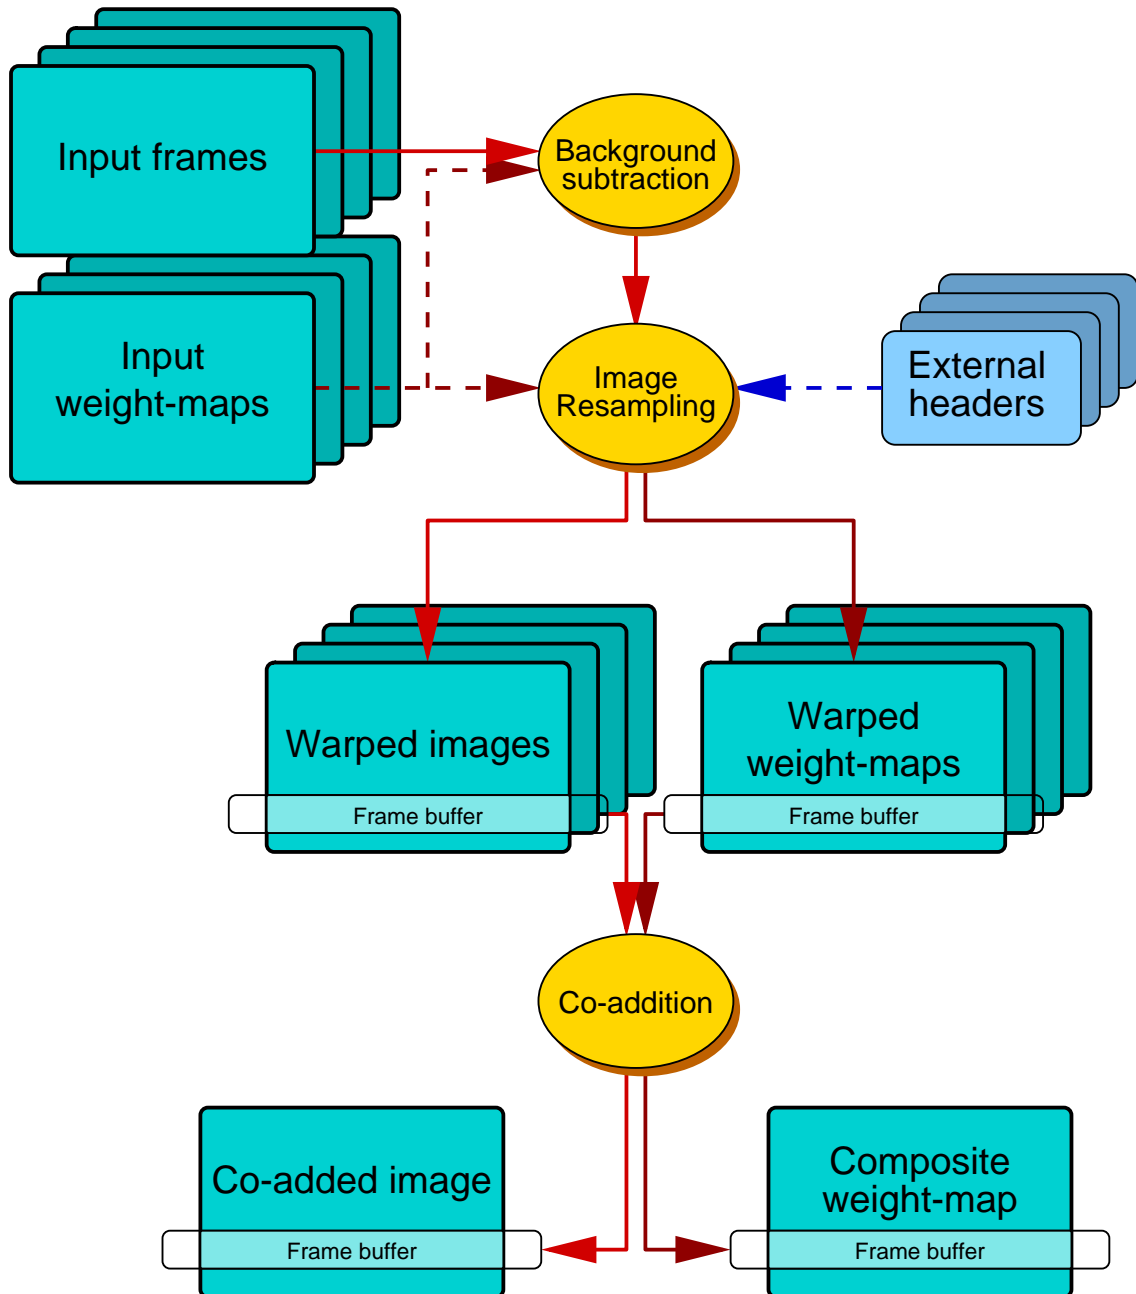 Input frames
Background
subtraction
Input
weight-maps
Image
Resampling
External
headers
Warped images
Frame buffer
Warped
weight-maps
Frame buffer
Co-addition
Co-added image
Frame buffer
Composite
weight-map
Frame buffer